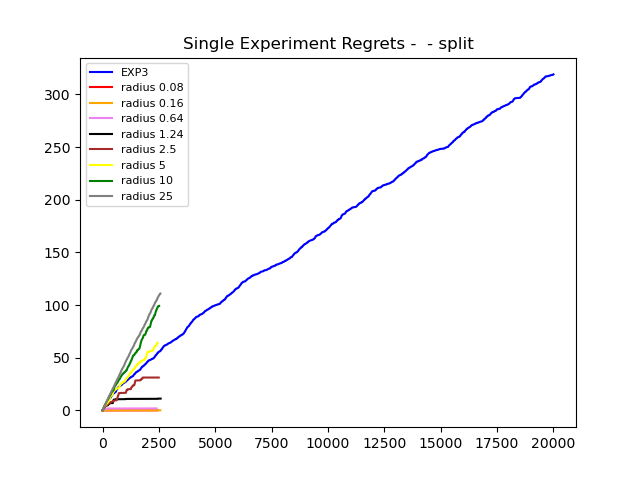 Single Experiment Regrets -  - split
EXP3
radius 0.08
radius 0.16
radius 0.64
radius 1.24
radius 2.5
radius 5
radius 10
radius 25
300
250
200
150
100
50
0
0 2500 5000 7500 10000 12500 15000 17500 20000